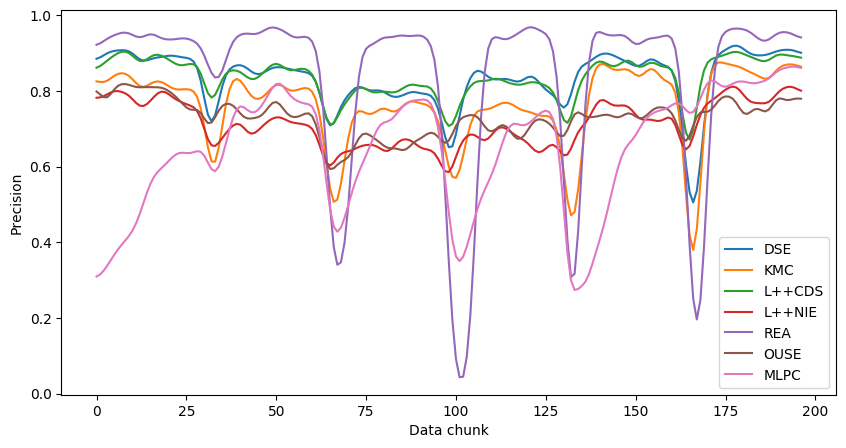 1.0
0.8
0.6
0.4
0.2
0.0
Precision
0
25
50
75
100
125
150
175
200
Data chunk
DSE
KMC
L++CDS
L++NIE
REA
OUSE
MLPC